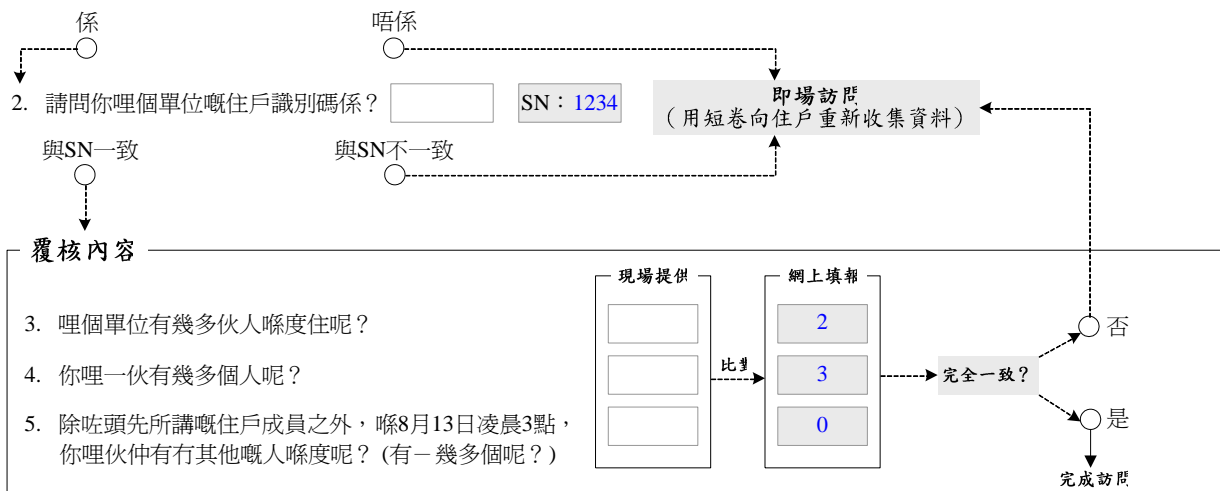 係
唔係
2. 請問你哩個單位嘅住戶識別碼係？
SN：1234
即場訪問
（用短卷向住戶重新收集資料）
與SN一致
與SN不一致
覆核內容
現場提供
網上填報
3. 哩個單位有幾多伙人喺度住呢？
2
否
4. 你哩一伙有幾多個人呢？
比對
3
完全一致？
5. 除咗頭先所講嘅住戶成員之外，喺8月13日凌晨3點，
你哩伙仲有冇其他嘅人喺度呢？ (有－幾多個呢？)
0
是
完成訪問